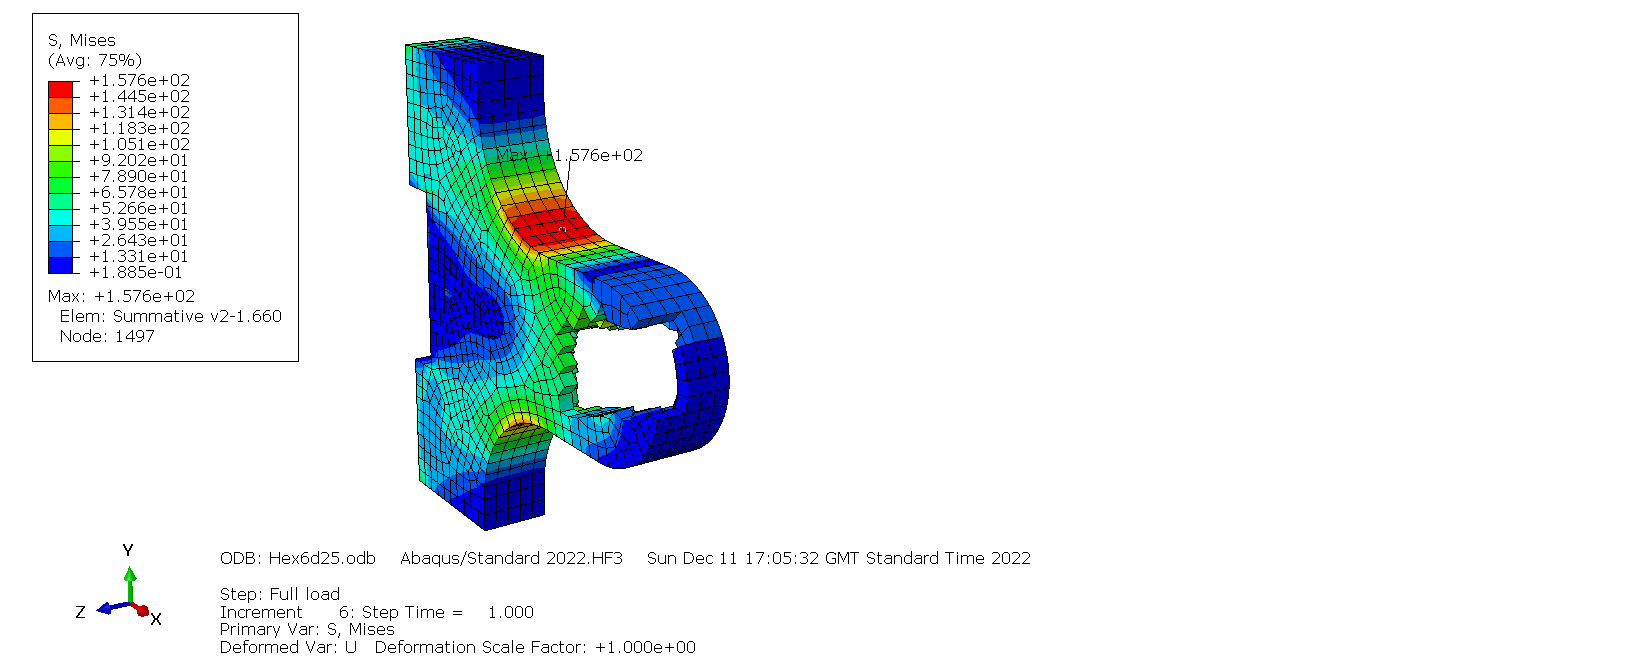 S, Mises
(Avg: 75%)
+1.576e+02
+1.445e+02
+1.314e+02
+1.183e+02
+1.051e+02
+9.202e+01
+7.890e+01
+6.578e+01
+5.266e+01
+3.955e+01
+2.643e+01
+1.331e+01
+1.885e-01
Max: +1.576e+02
Elem: Summative v2-1.660
Node: 1497
Max: +1.576e+02
Y
Z
X
ODB: Hex6d25.odb Abaqus/Standard 2022.HF3 Sun Dec 11 17:05:32 GMT Standard Time 2022
Step: Full load
Increment 6: Step Time = 1.000
Primary Var: S, Mises
Deformed Var: U Deformation Scale Factor: +1.000e+00